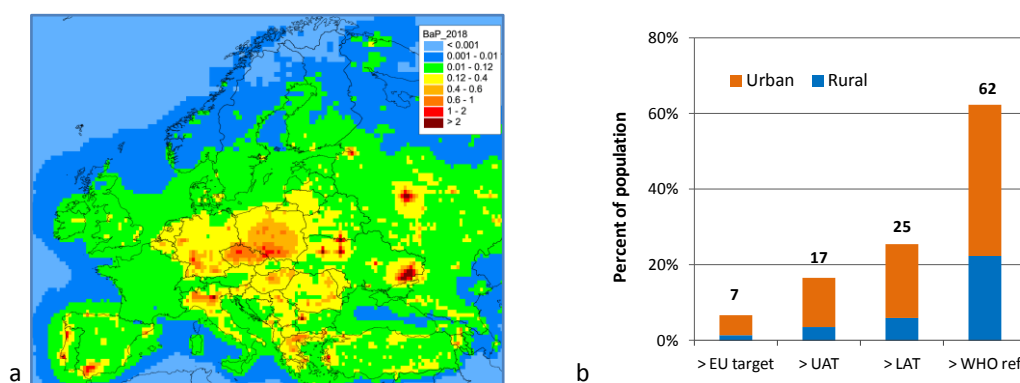 BaP_2018
< 0.001
0.001 - 0.01
0.01 - 0.12
0.12 - 0.4
0.4 - 0.6
0.6 - 1
1 - 2
> 2
a
80%
60%
40%
20%
0%
Percent of population
Urban Rural
7
17
25
62
> EU target > UAT > LAT > WHO ref
b